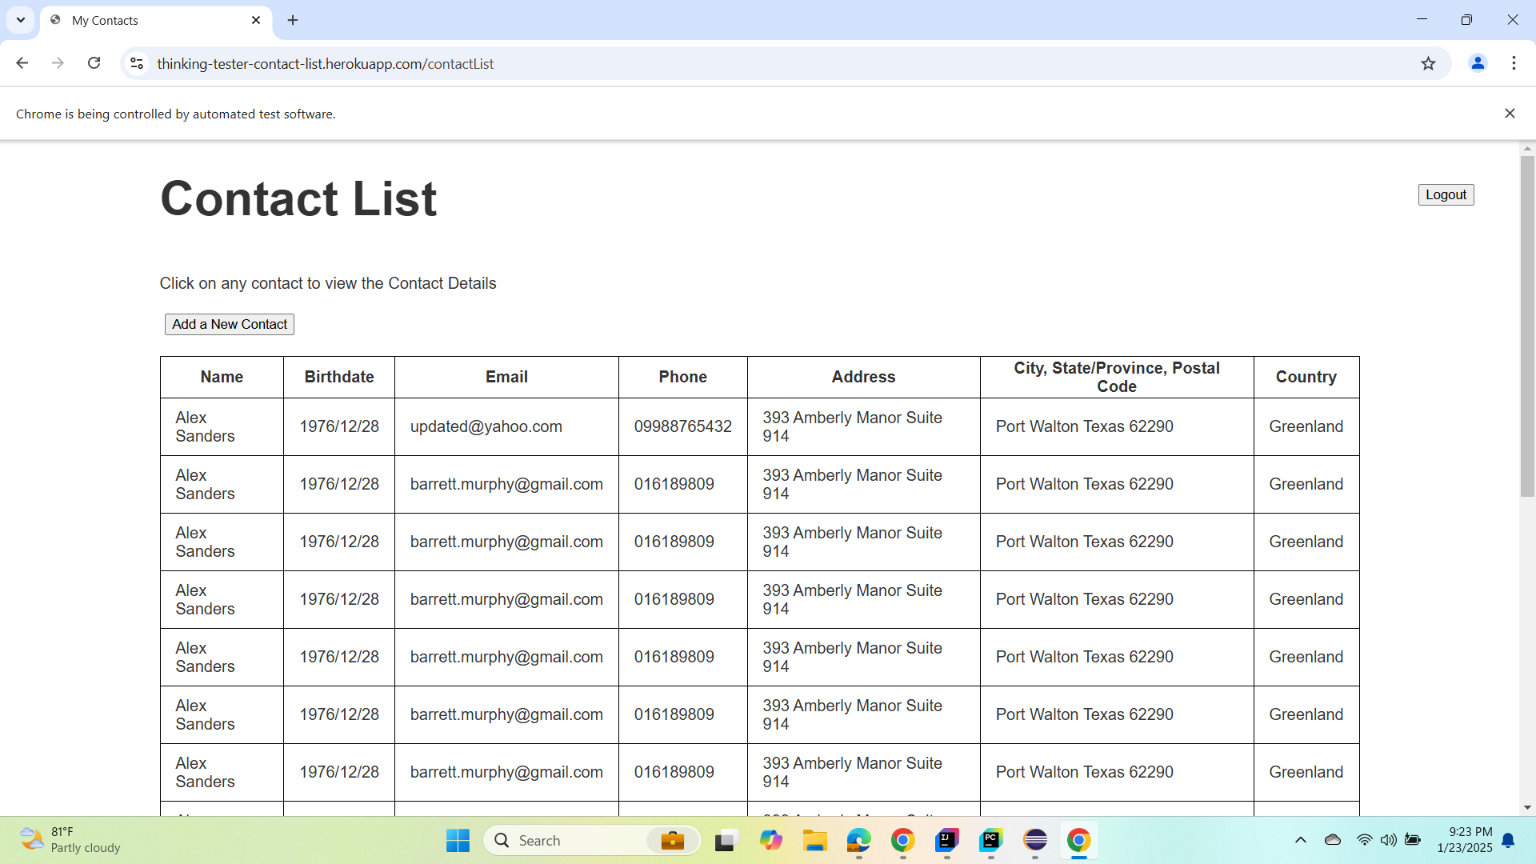 My Contacts
thinking-tester-contact-list.herokuapp.com/contactList
Chrome is being controlled by automated test software.
Contact List
Logout
Click on any contact to view the Contact Details
Add a New Contact
Name Birthdate Email Phone Address City, State/Province, Postal Code Country
Alex Sanders 1976/12/28 updated@yahoo.com 09988765432 393 Amberly Manor Suite 914 Port Walton Texas 62290 Greenland
Alex Sanders 1976/12/28 barrett.murphy@gmail.com 016189809 393 Amberly Manor Suite 914 Port Walton Texas 62290 Greenland
Alex Sanders 1976/12/28 barrett.murphy@gmail.com 016189809 393 Amberly Manor Suite 914 Port Walton Texas 62290 Greenland
Alex Sanders 1976/12/28 barrett.murphy@gmail.com 016189809 393 Amberly Manor Suite 914 Port Walton Texas 62290 Greenland
Alex Sanders 1976/12/28 barrett.murphy@gmail.com 016189809 393 Amberly Manor Suite 914 Port Walton Texas 62290 Greenland
Alex Sanders 1976/12/28 barrett.murphy@gmail.com 016189809 393 Amberly Manor Suite 914 Port Walton Texas 62290 Greenland
Alex Sanders 1976/12/28 barrett.murphy@gmail.com 016189809 393 Amberly Manor Suite 914 Port Walton Texas 62290 Greenland
81°F
Partly cloudy
Search
IJ
PC
9:23 PM
1/23/2025